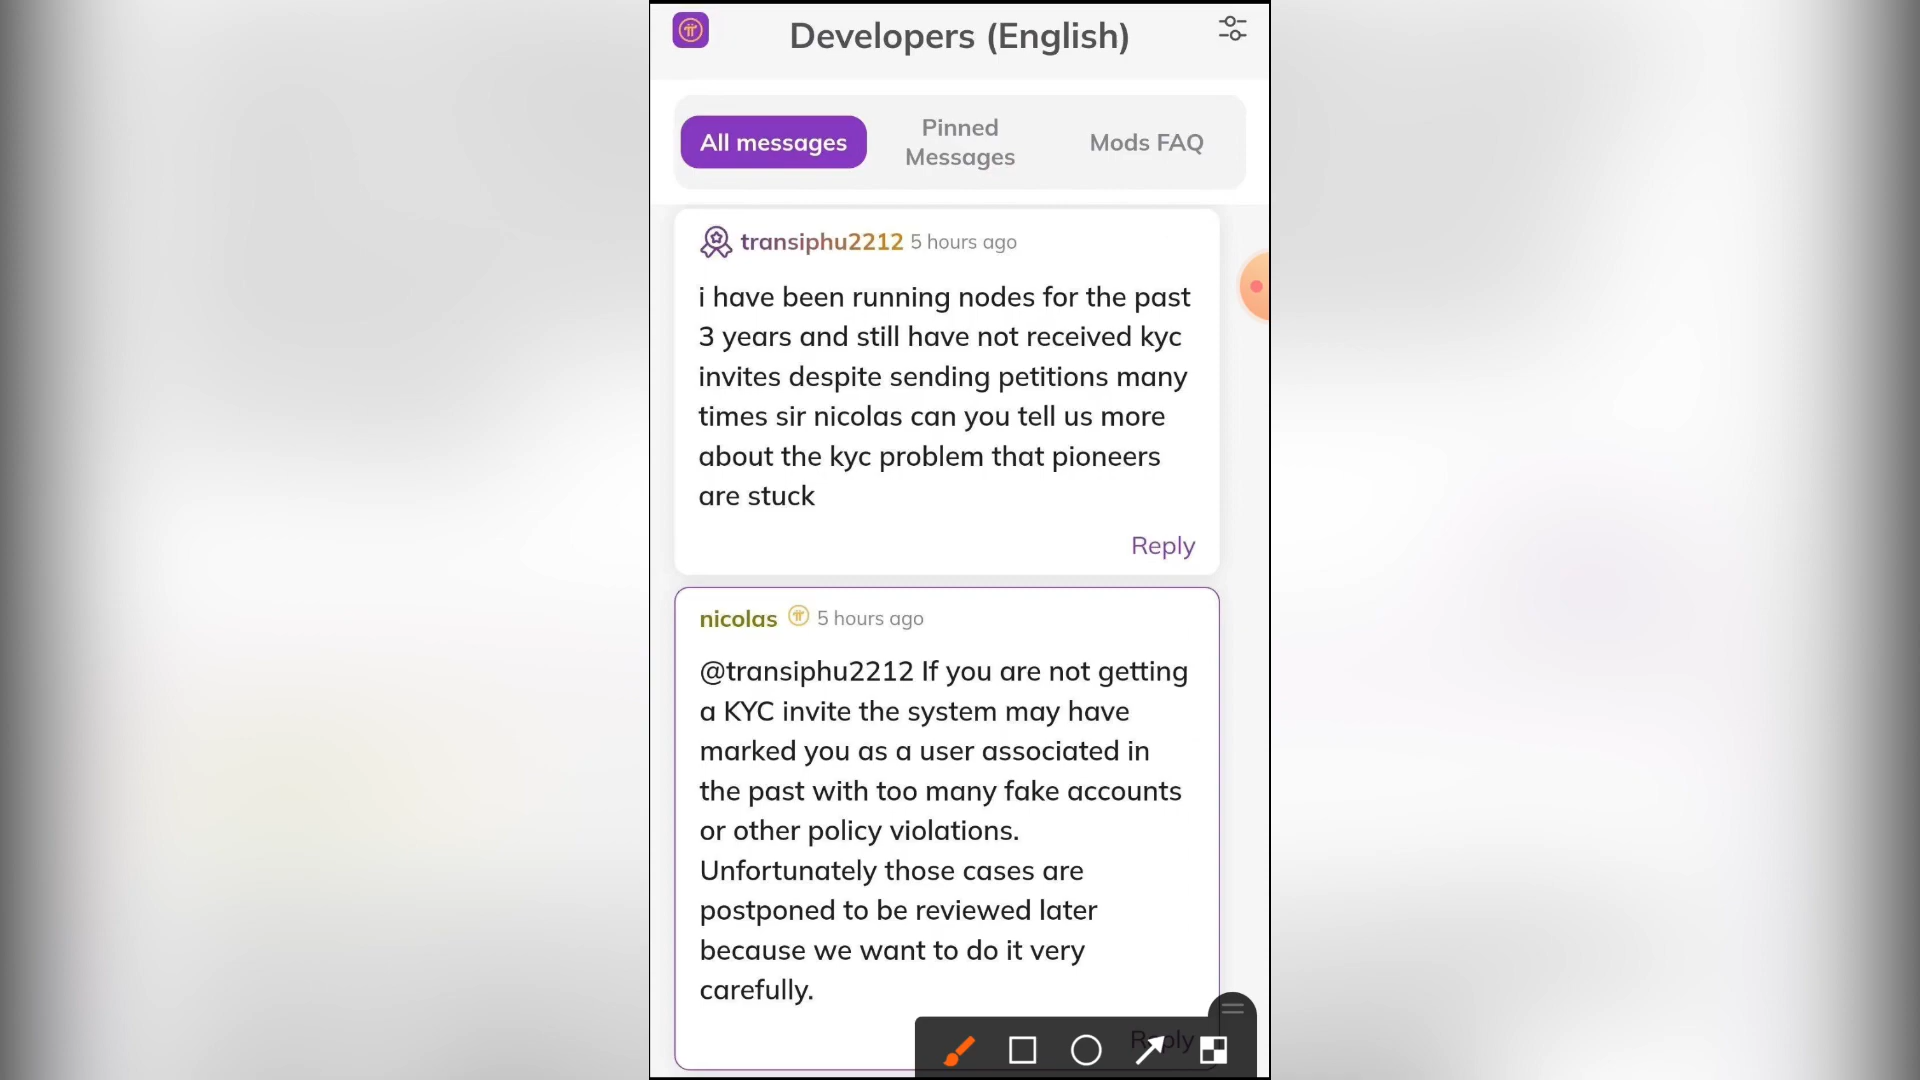 Developers (English)
All messages
Pinned
Messages
Mods FAQ
transiphu2212 5 hours ago
i have been running nodes for the past
3 years and still have not received kyc
invites despite sending petitions many
times sir nicolas can you tell us more
about the kyc problem that pioneers
are stuck
Reply
nicolas 5 hours ago
@transiphu2212 If you are not getting
a KYC invite the system may have
marked you as a user associated in
the past with too many fake accounts
or other policy violations.
Unfortunately those cases are
postponed to be reviewed later
because we want to do it very
carefully.
Reply